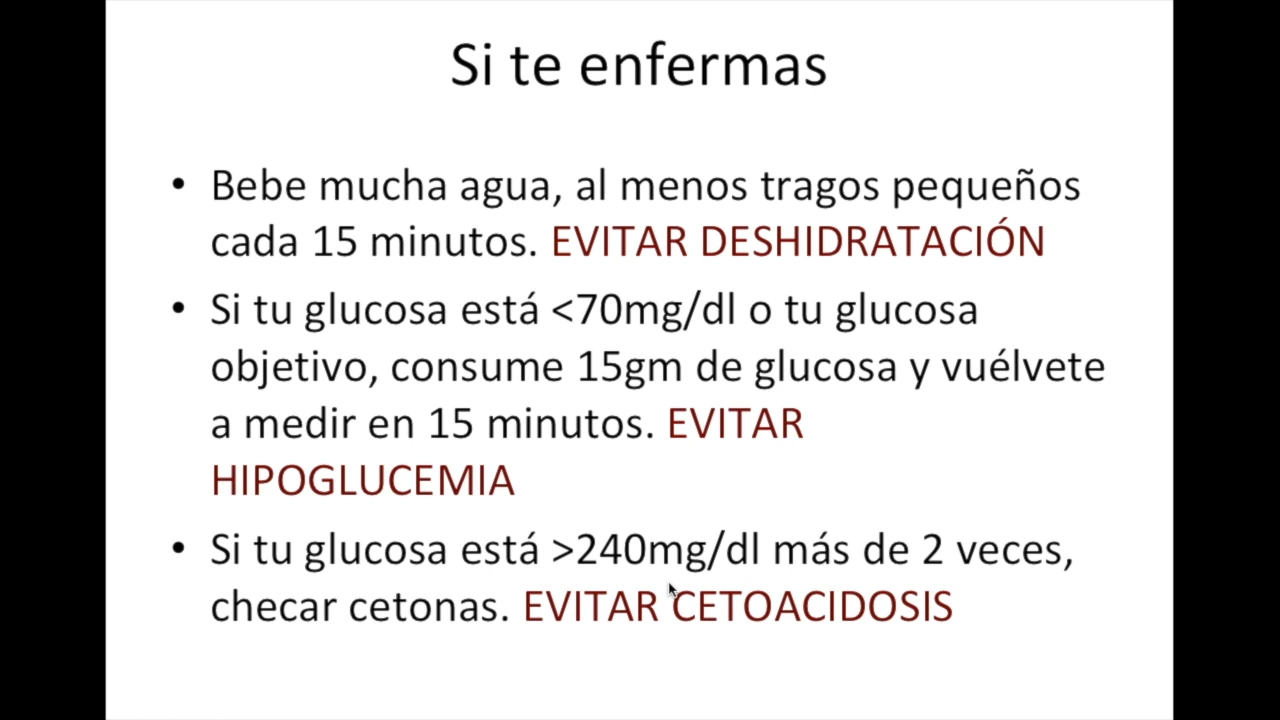 Si te enfermas
• Bebe mucha agua, al menos tragos pequeños
cada 15 minutos. EVITAR DESHIDRATACIÓN
• Si tu glucosa está <70mg/dl o tu glucosa
objetivo, consume 15gm de glucosa y vuélvete
a medir en 15 minutos. EVITAR
HIPOGLUCEMIA
• Si tu glucosa está >240mg/dl más de 2 veces,
checar cetonas. EVITAR CETOACIDOSIS